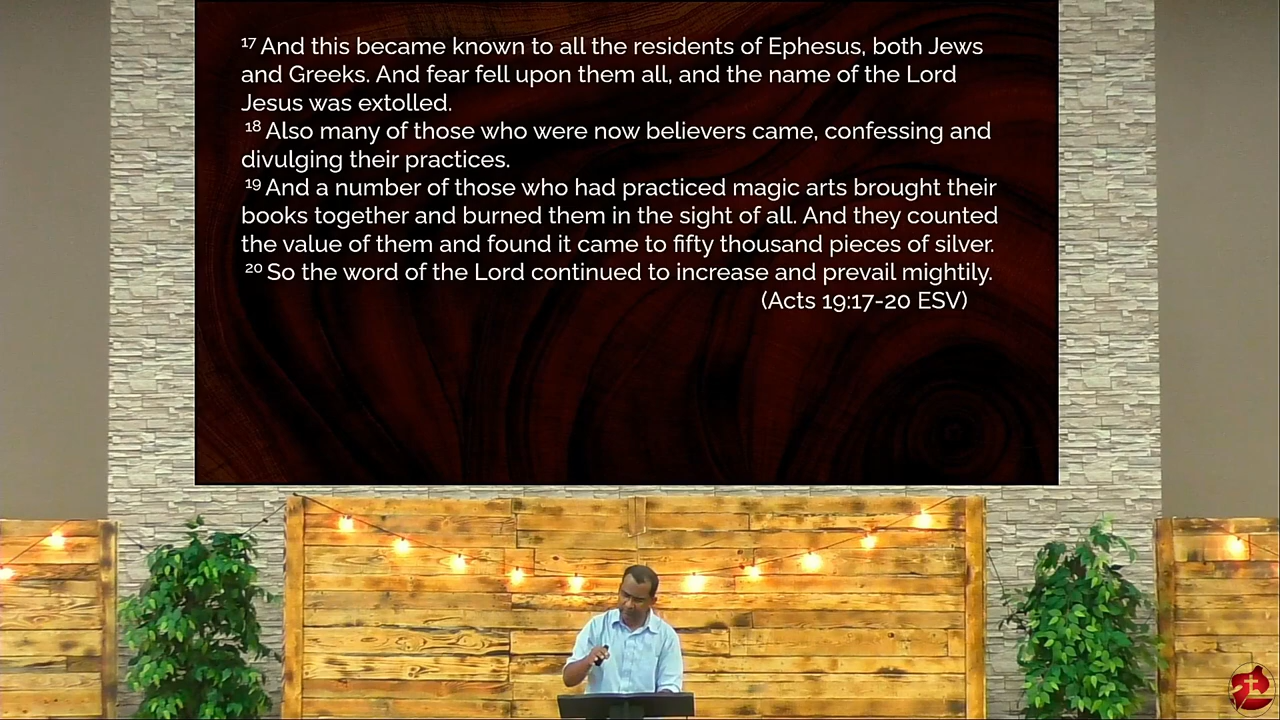 ¹⁷ And this became known to all the residents of Ephesus, both Jews
and Greeks. And fear fell upon them all, and the name of the Lord
Jesus was extolled.
¹⁸ Also many of those who were now believers came, confessing and
divulging their practices.
¹⁹ And a number of those who had practiced magic arts brought their
books together and burned them in the sight of all. And they counted
the value of them and found it came to fifty thousand pieces of silver.
²⁰ So the word of the Lord continued to increase and prevail mightily.
(Acts 19:17-20 ESV)